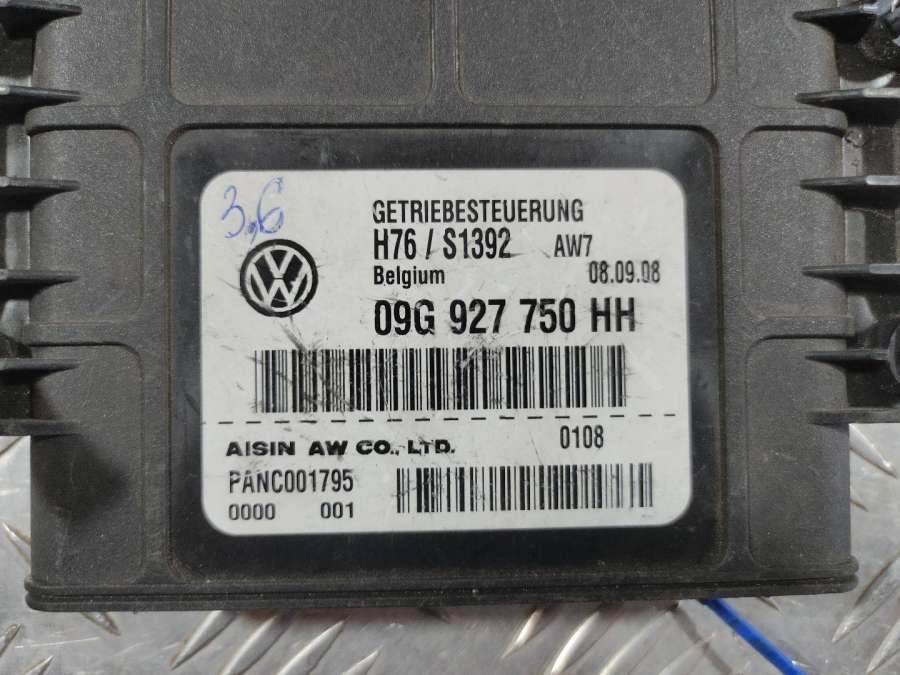 3,6
GETRIEBESTEUERUNG
H76 / S1392 AW7
Belgium 08.09.08
09G 927 750 HH
AISIN AW CO., LTD. 0108
PANC001795
0000 001